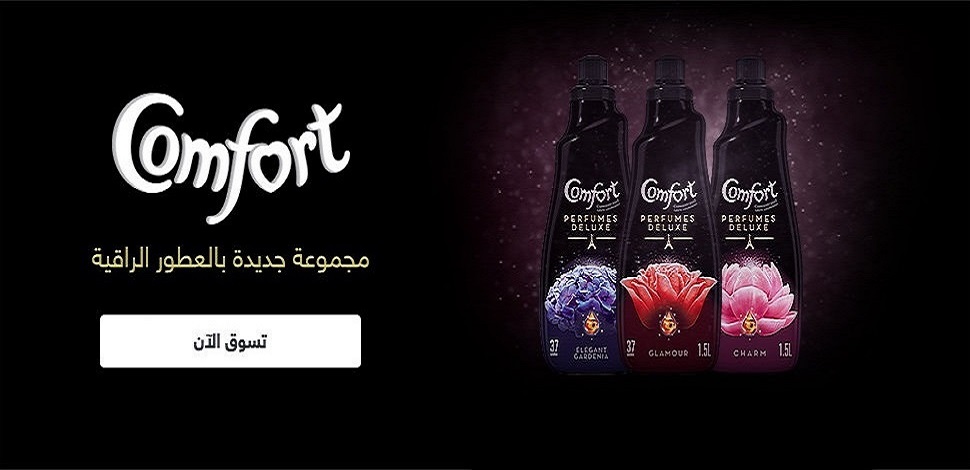 Comfort
مجموعة جديدة بالعطور الراقية
تسوق الآن
Comfort
PERFUMES
DELUXE
37
ELEGANT
GARDENIA
Comfort
PERFUMES
DELUXE
37
GLAMOUR
1.5L
Comfort
PERFUMES
DELUXE
CHARM
1.5L